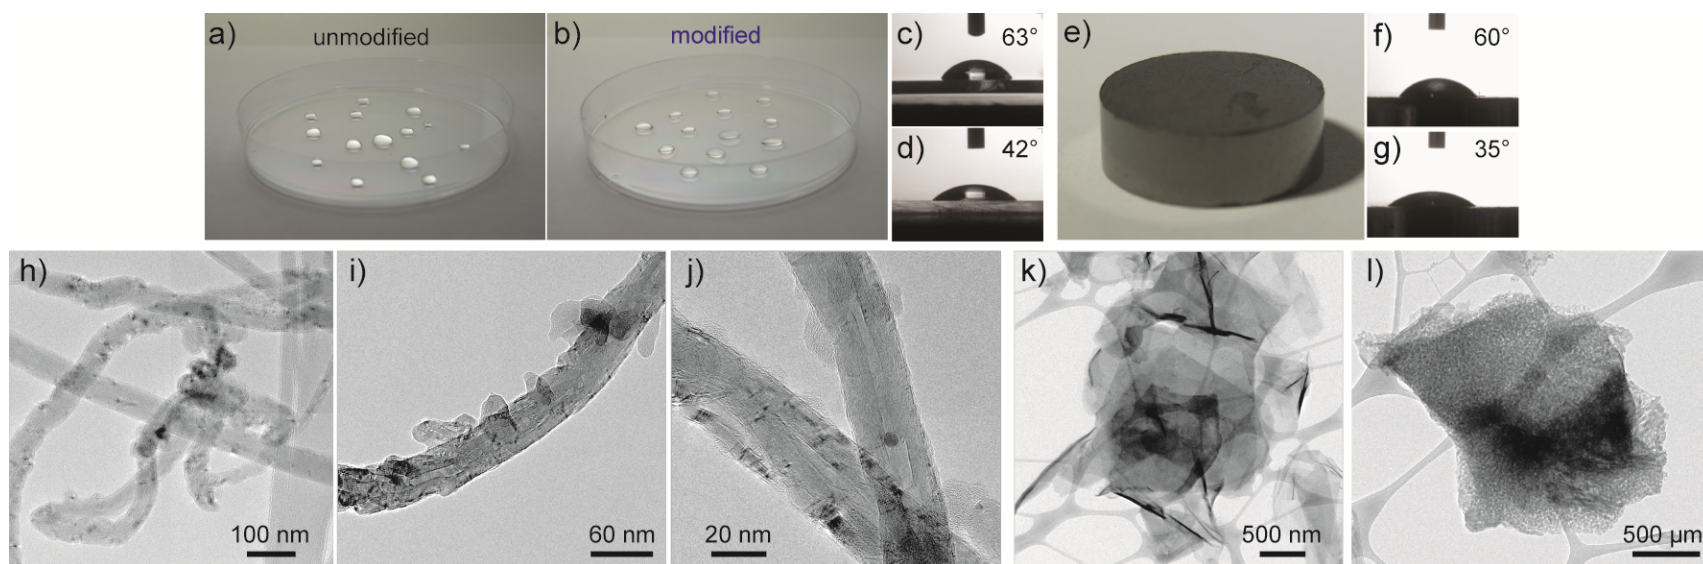 a) unmodified
b) modified
c) 63°
d) 42°
e)
f) 60°
g) 35°
h)
100 nm
i)
60 nm
j)
20 nm
k)
500 nm
l)
500 µm